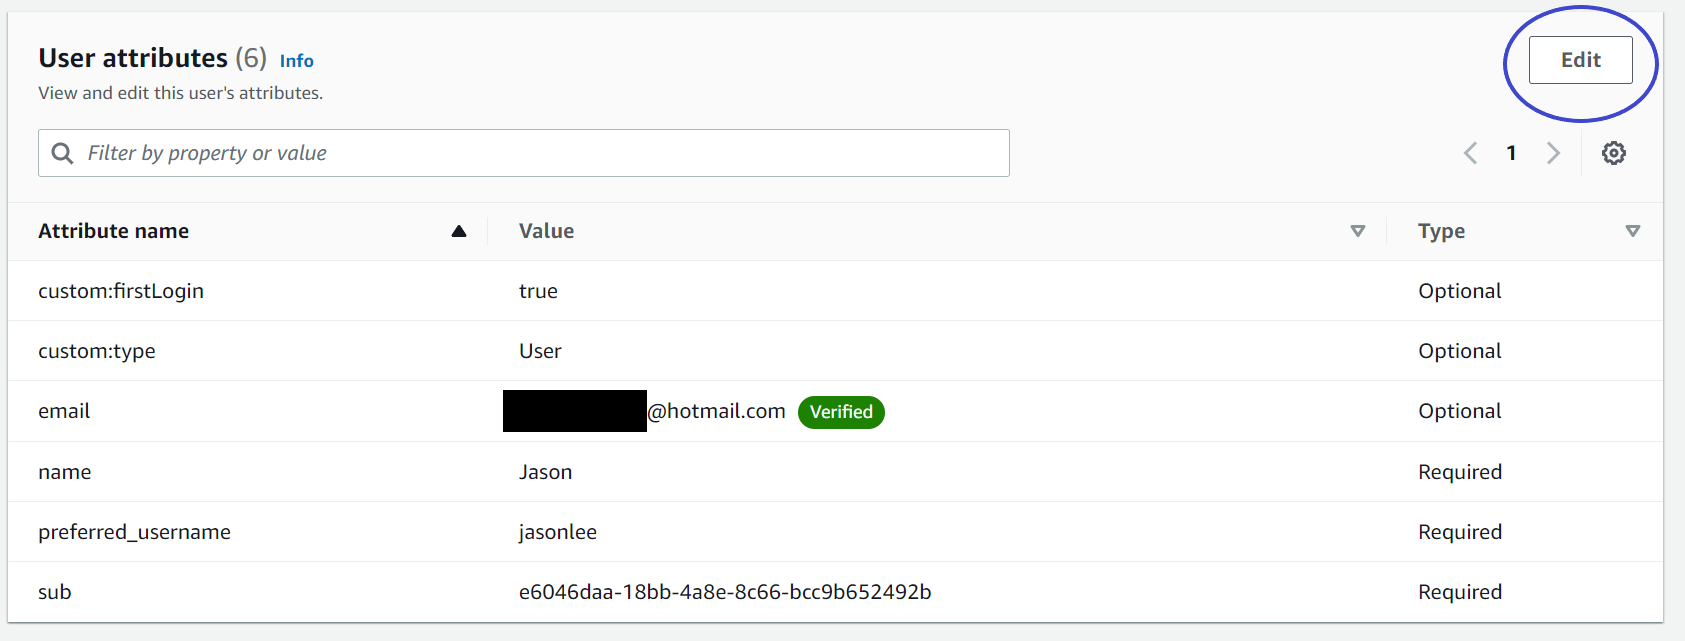 User attributes (6) Info
Edit
View and edit this user's attributes.
Filter by property or value
1
Attribute name Value Type
custom:firstLogin true Optional
custom:type User Optional
email @hotmail.com Verified Optional
name Jason Required
preferred_username jasonlee Required
sub e6046daa-18bb-4a8e-8c66-bcc9b652492b Required